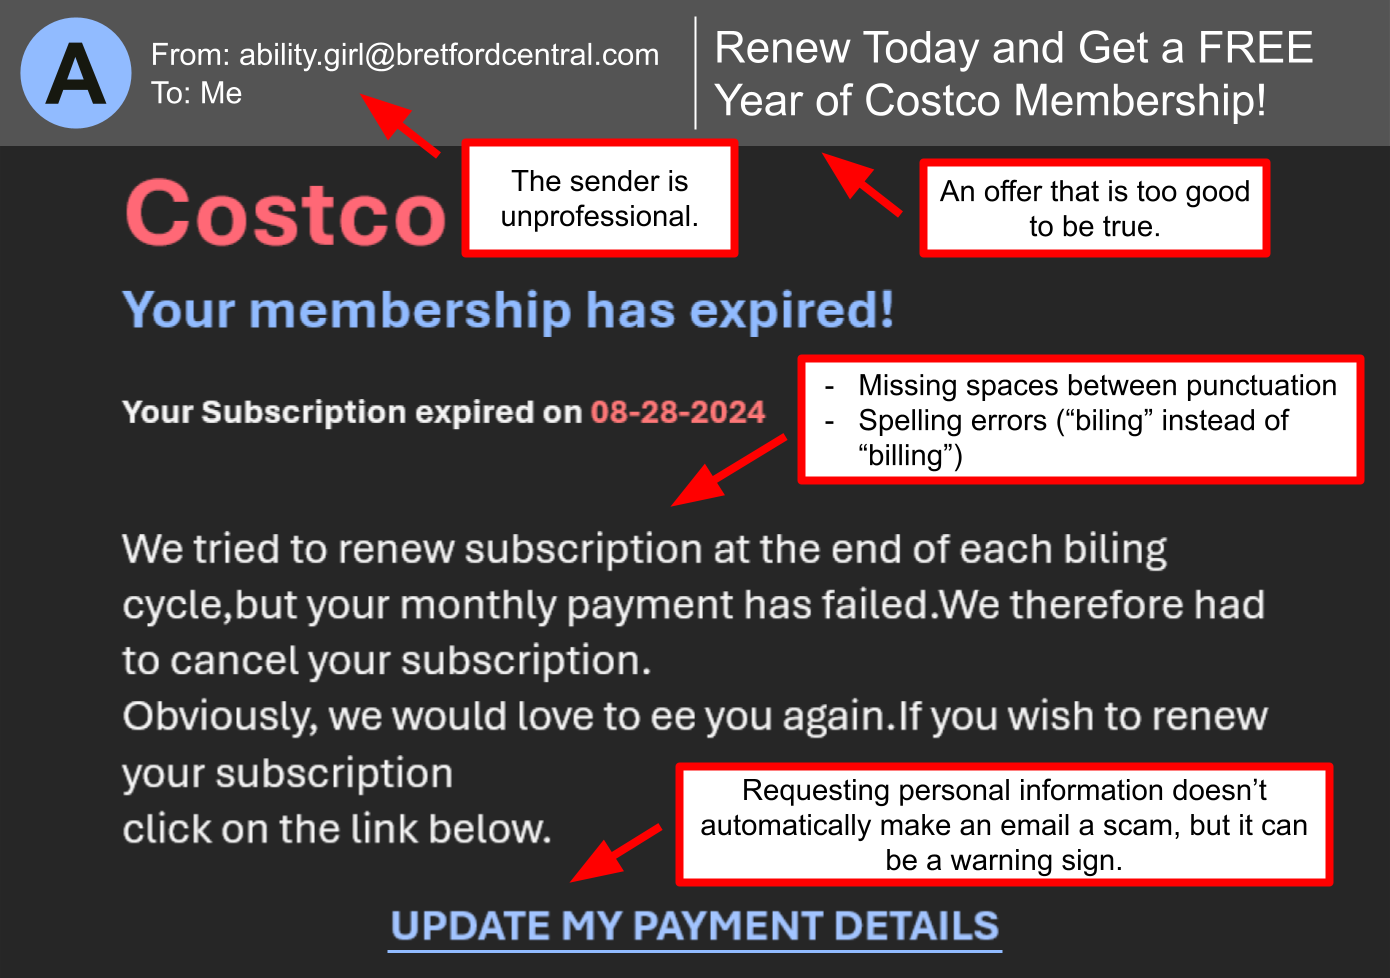 A
From: ability.girl@bretfordcentral.com
To: Me
Renew Today and Get a FREE
Year of Costco Membership!
The sender is
unprofessional.
An offer that is too good
to be true.
Costco
Your membership has expired!
Your Subscription expired on 08-28-2024
- Missing spaces between punctuation
- Spelling errors (“biling” instead of
“billing”)
We tried to renew subscription at the end of each biling
cycle,but your monthly payment has failed.We therefore had
to cancel your subscription.
Obviously, we would love to ee you again.If you wish to renew
your subscription
click on the link below.
Requesting personal information doesn’t
automatically make an email a scam, but it can
be a warning sign.
UPDATE MY PAYMENT DETAILS